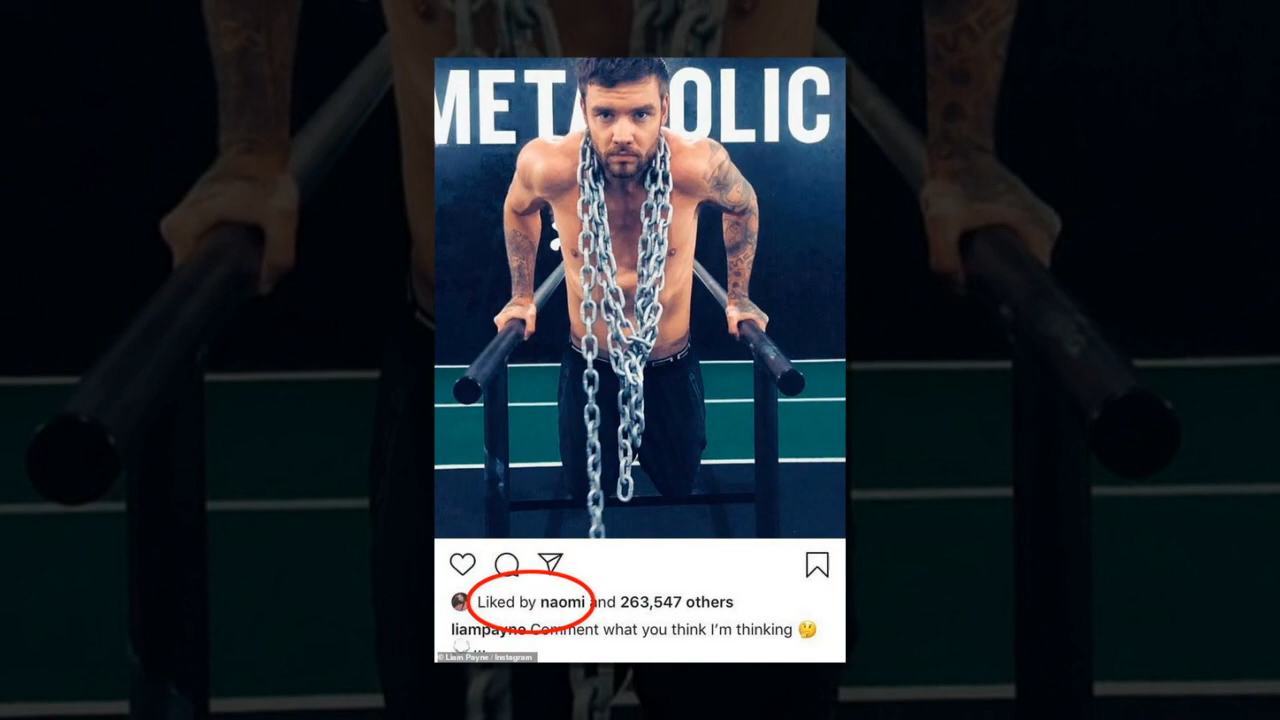 METABOLIC
Liked by naomi and 263,547 others
liampayne Comment what you think I'm thinking 🤔
💭 ...
© Liam Payne / Instagram